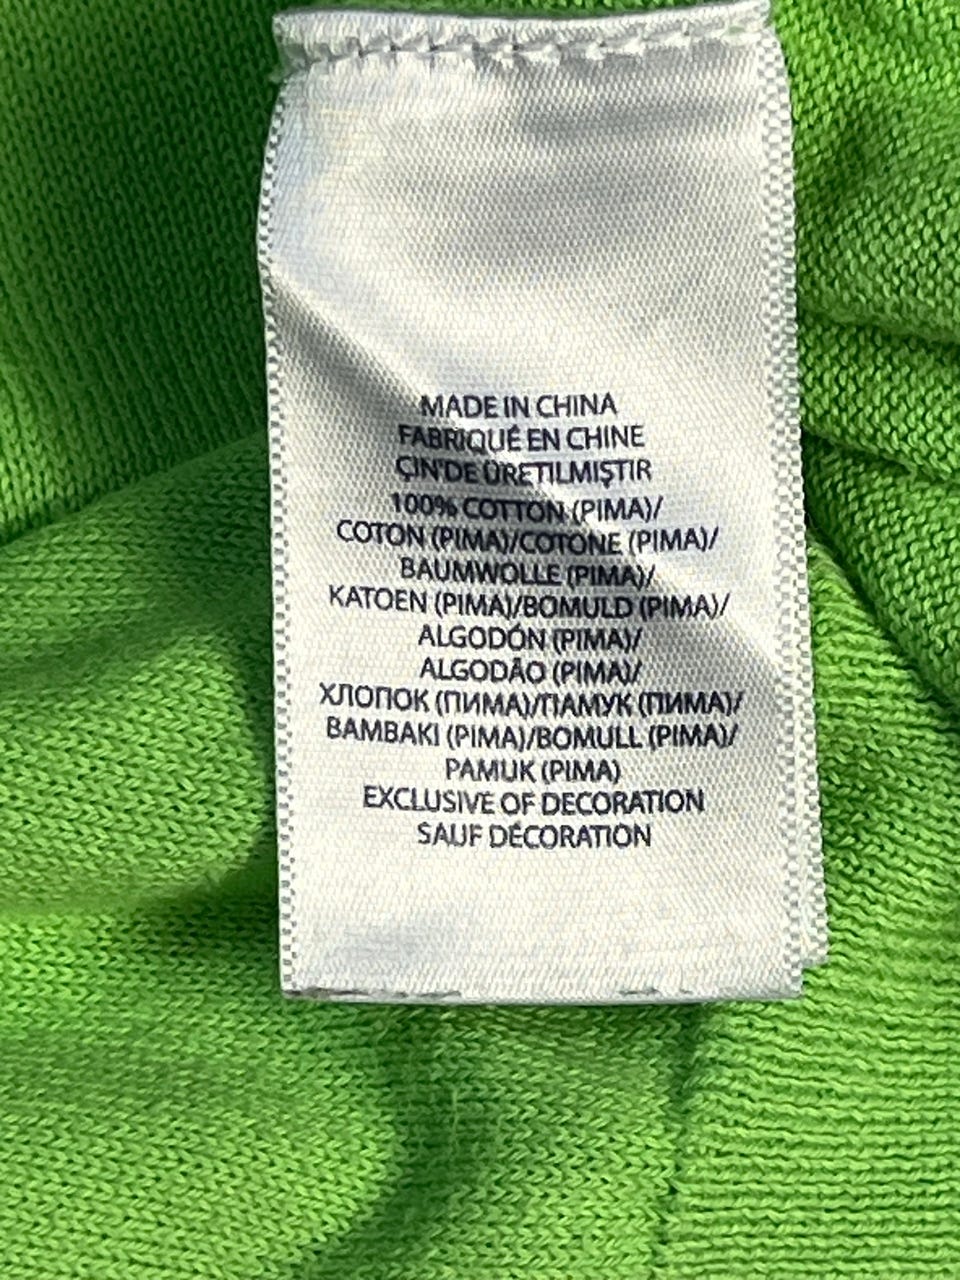 MADE IN CHINA
FABRIQUÉ EN CHINE
ÇİN'DE ÜRETILMIŞTIR
100% COTTON (PIMA)/
COTON (PIMA)/COTONE (PIMA)/
BAUMWOLLE (PIMA)/
KATOEN (PIMA)/BOMULD (PIMA)/
ALGODÓN (PIMA)/
ALGODÃO (PIMA)/
ХЛОПОК (ПИМА)/ПАМУК (ПИМА)/
BAMBAKI (PIMA)/BOMULL (PIMA)/
PAMUK (PIMA)
EXCLUSIVE OF DECORATION
SAUF DÉCORATION